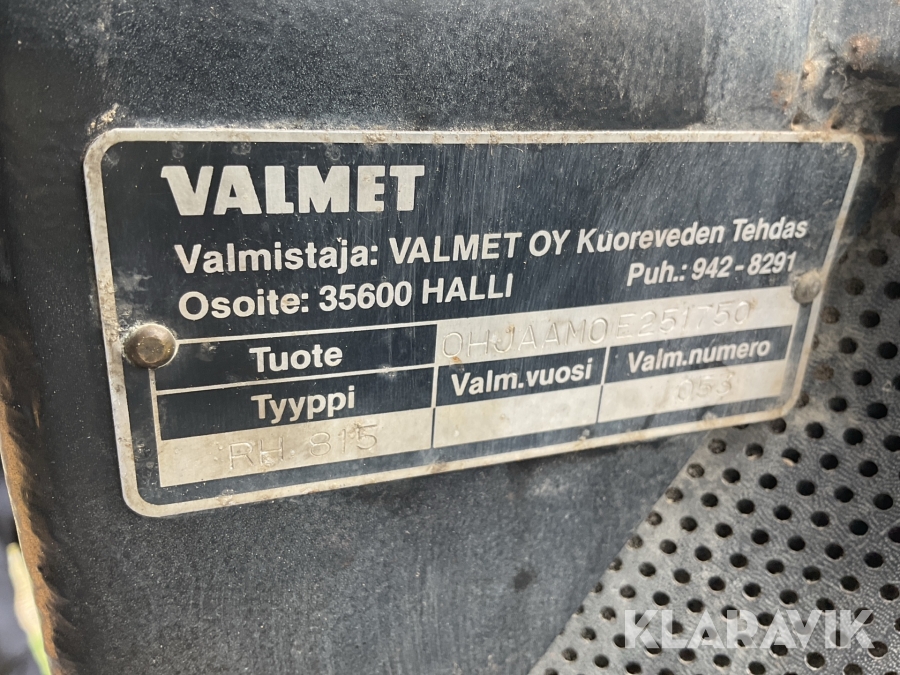 VALMET
Valmistaja: VALMET OY Kuoreveden Tehdas
Osoite: 35600 HALLI Puh.: 942-8291
Tuote OHJAAMO E251750
Tyyppi Valm.vuosi Valm.numero
RH 815 053
KLARAVIK